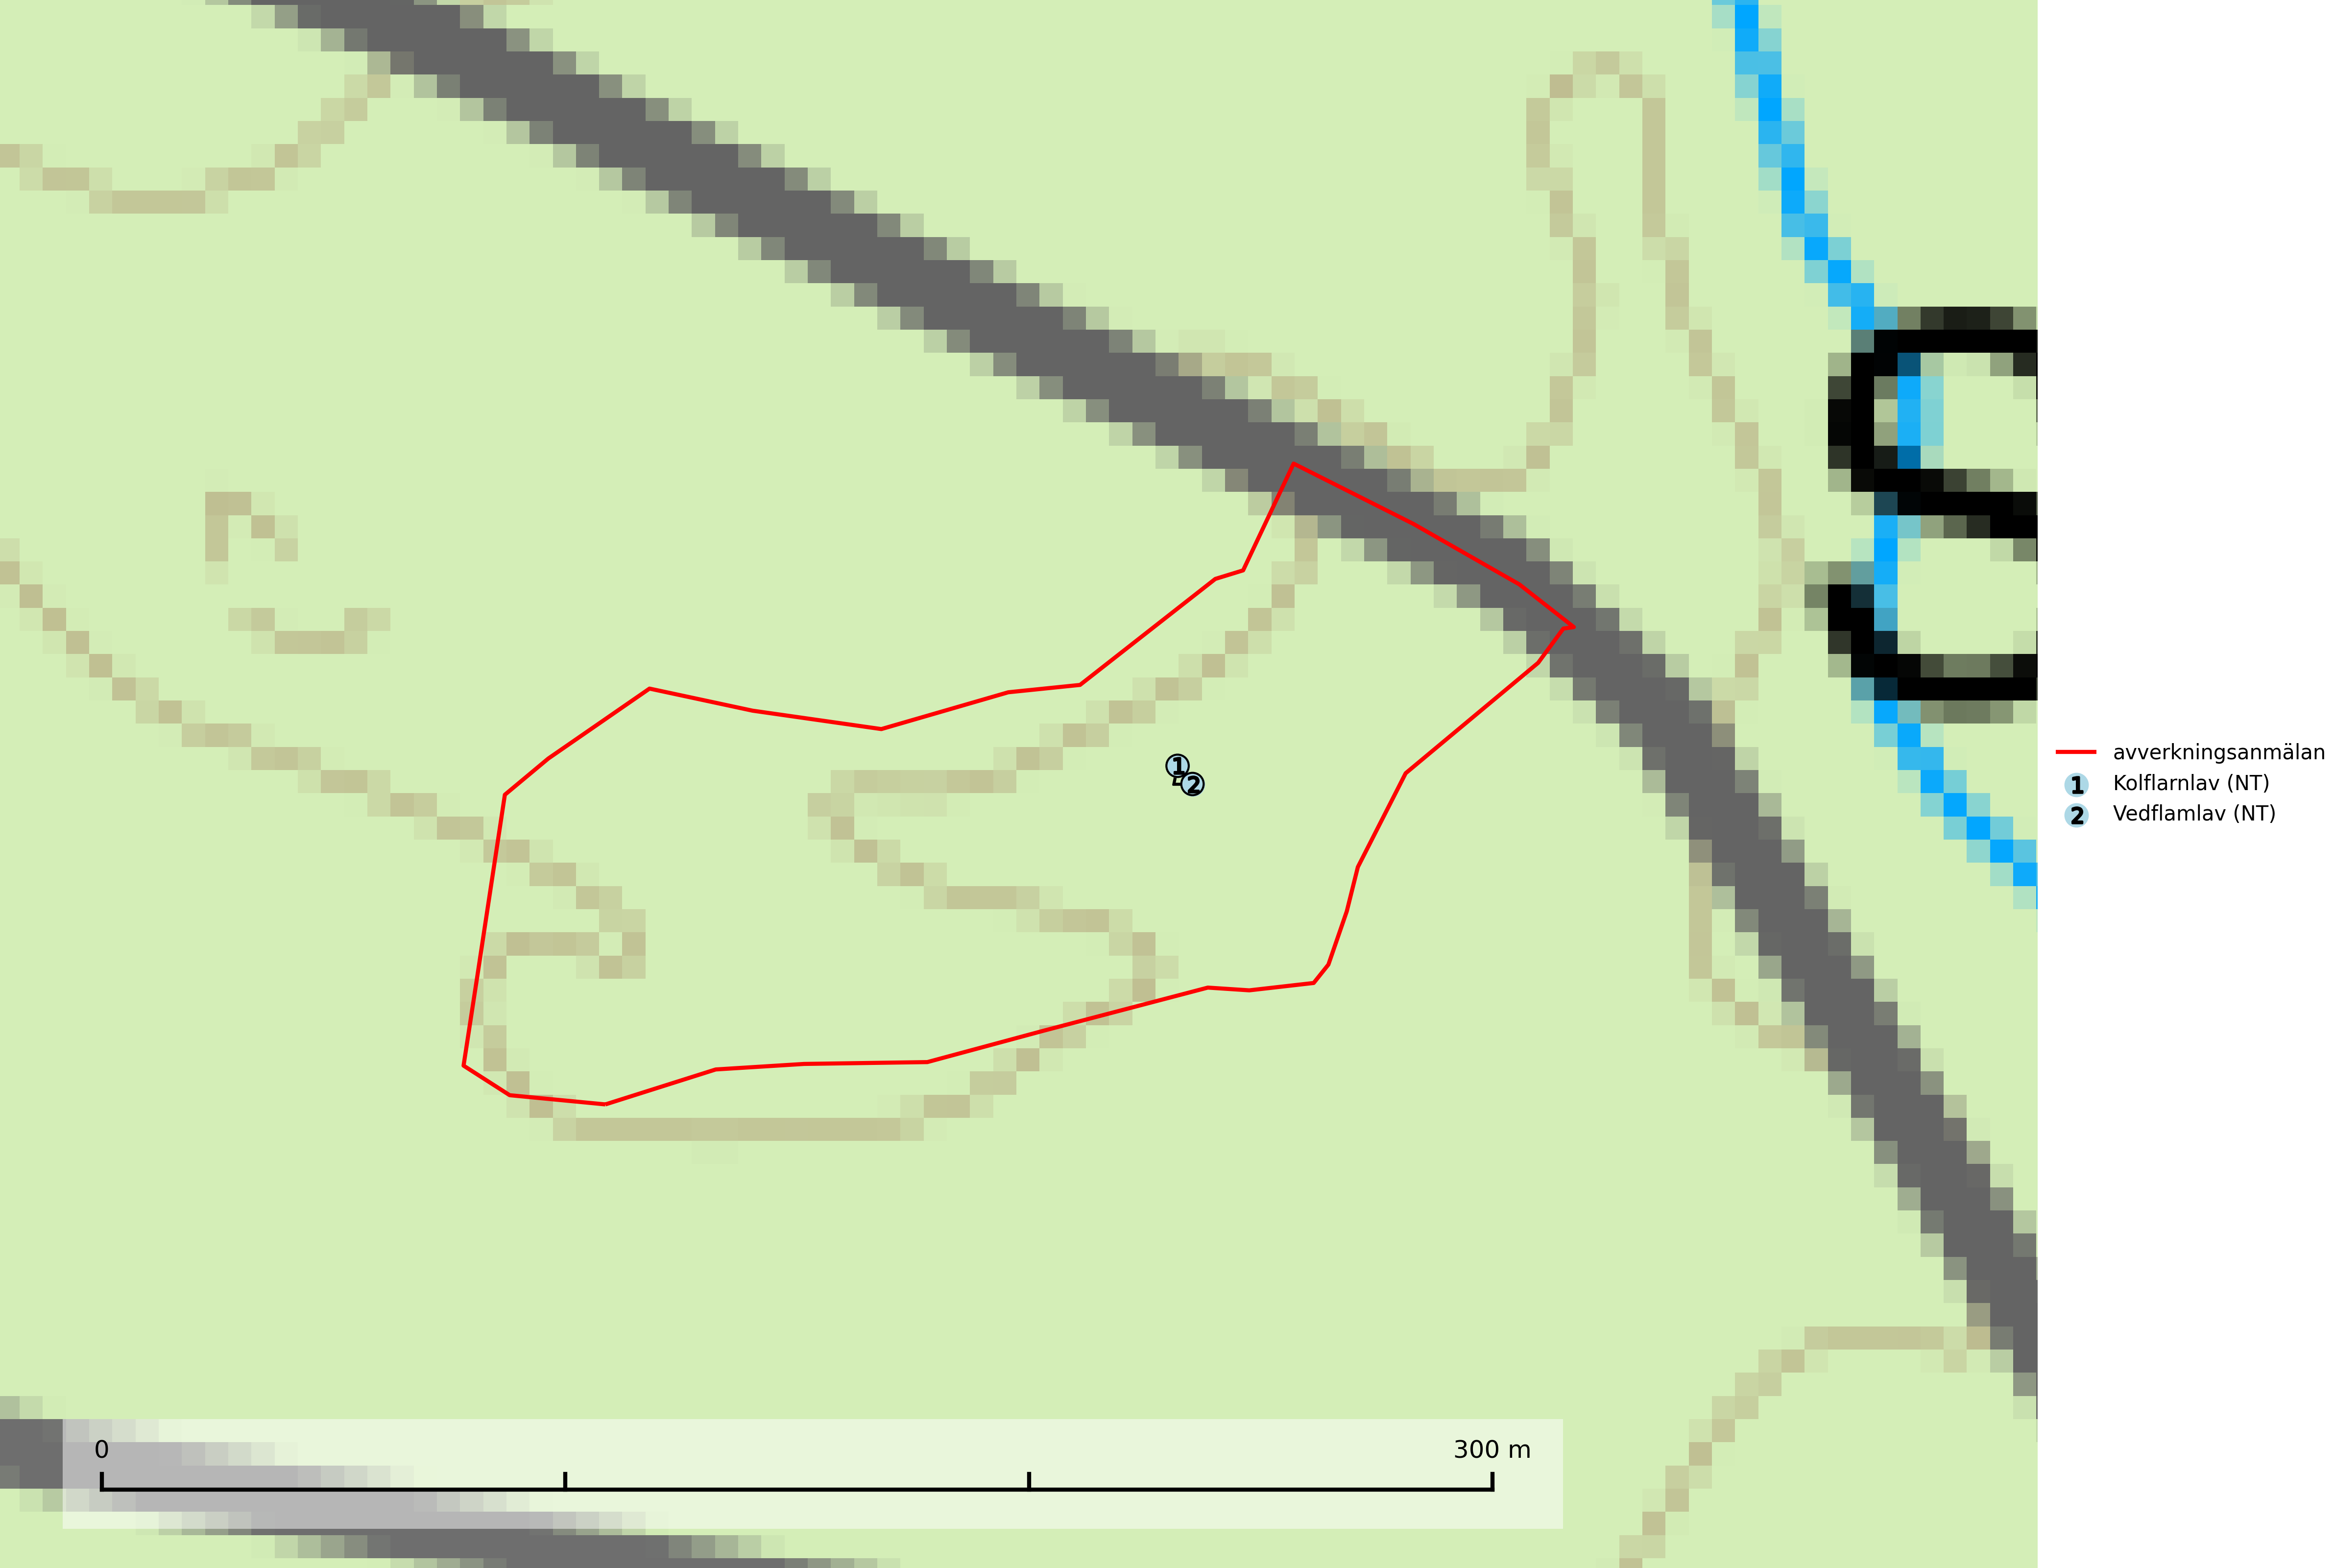 1
2
avverkningsanmälan
1 Kolflarnlav (NT)
2 Vedflamlav (NT)
0 300 m